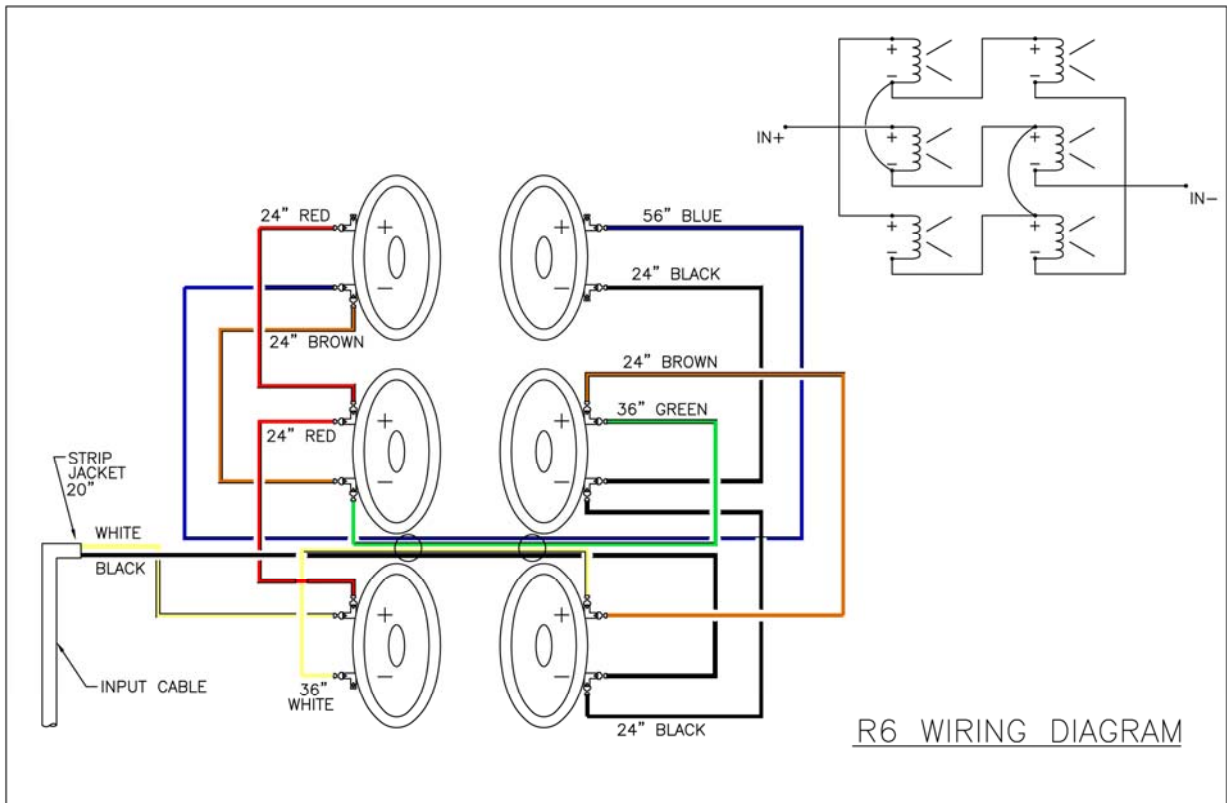 IN+
IN−
+
−
+
−
+
−
+
−
+
−
+
−
24" RED
56" BLUE
+
+
24" BLACK
−
−
24" BROWN
24" BROWN
36" GREEN
+
+
24" RED
−
−
STRIP
JACKET
20"
WHITE
BLACK
+
+
−
−
INPUT CABLE
36"
WHITE
24" BLACK
R6 WIRING DIAGRAM